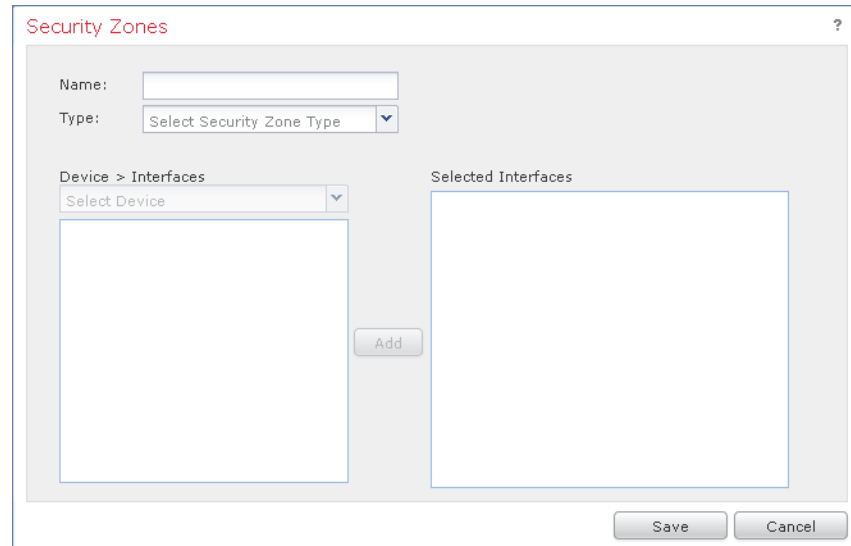 Security Zones ?
Name:
Type: Select Security Zone Type
Device > Interfaces
Select Device
Add
Selected Interfaces
Save Cancel